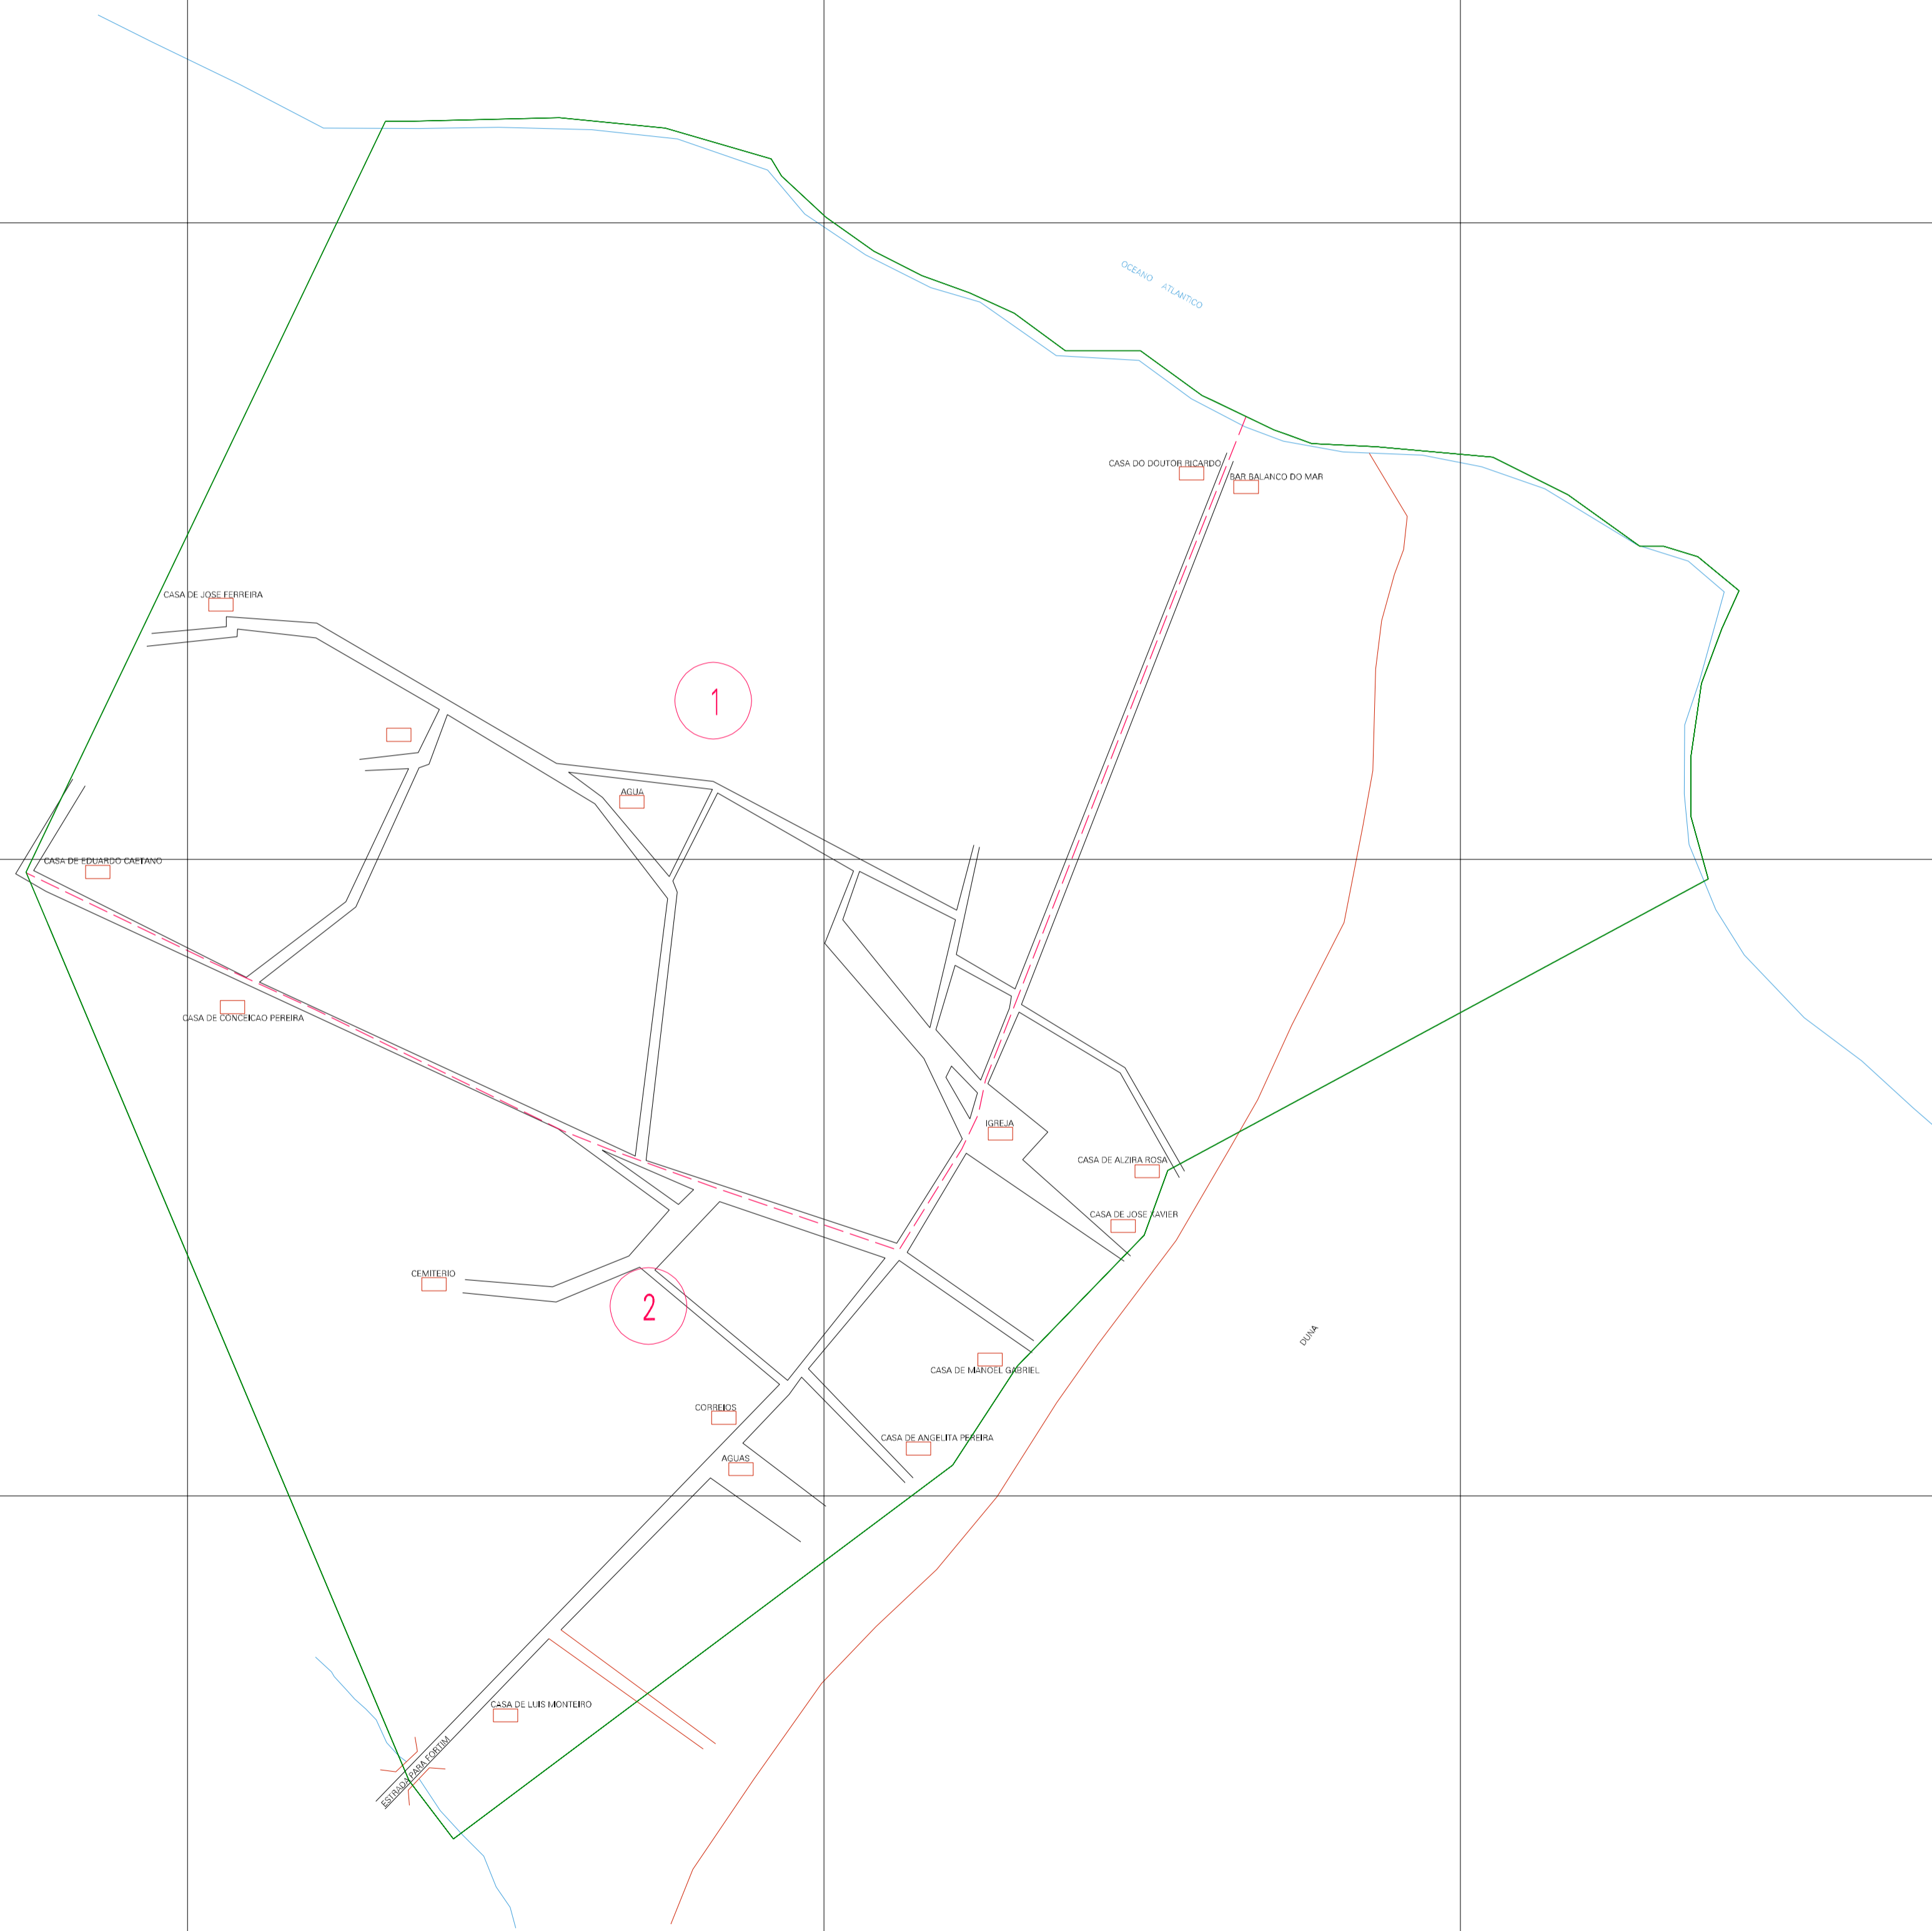 OCEANO ATLANTICO
CASA DO DOUTOR RICARDO
BAR BALANCO DO MAR
CASA DE JOSE FERREIRA
1
AGUA
CASA DE EDUARDO CAETANO
CASA DE CONCEICAO PEREIRA
IGREJA
CASA DE ALZIRA ROSA
CASA DE JOSE XAVIER
CEMITERIO
2
DUNA
CASA DE MANOEL GABRIEL
CORREIOS
CASA DE ANGELITA PEREIRA
AGUAS
CASA DE LUIS MONTEIRO
ESTRADA PARA FORTIM